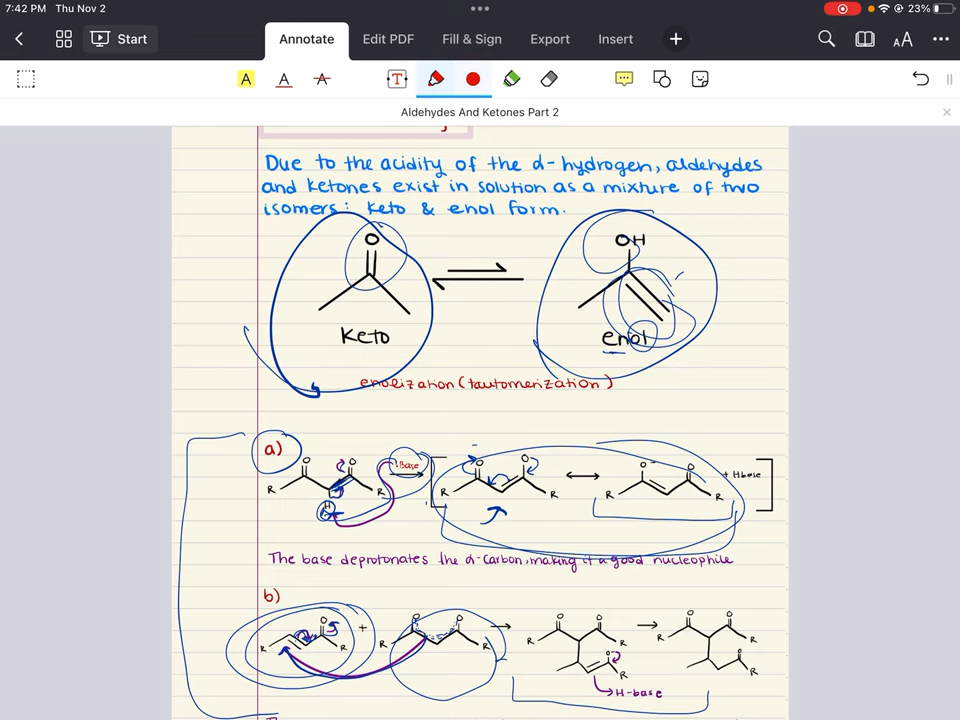 7:42 PM Thu Nov 2
23%
Start
Annotate
Edit PDF
Fill & Sign
Export
Insert
AA
A A A T
Aldehydes And Ketones Part 2
Due to the acidity of the α-hydrogen, aldehydes
and ketones exist in solution as a mixture of two
isomers: keto & enol form.
O
OH
Keto
enol
enolization (tautomerization)
a)
O O :Base O O O O + Hbase
R R R R R R
H
The base deprotonates the α-carbon, making it a good nucleophile
b)
O O O O O O O
R R + R R R R R R
O O
R R
H-base